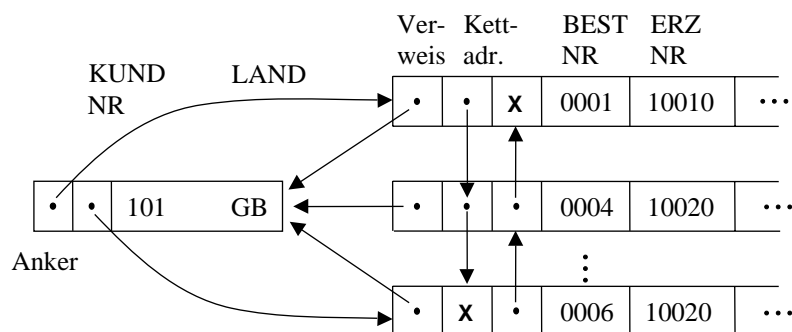 Ver- Kett- BEST ERZ
weis adr. NR NR
KUND LAND
NR
X 0001 10010 ...
101 GB
0004 10020 ...
Anker
X 0006 10020 ...